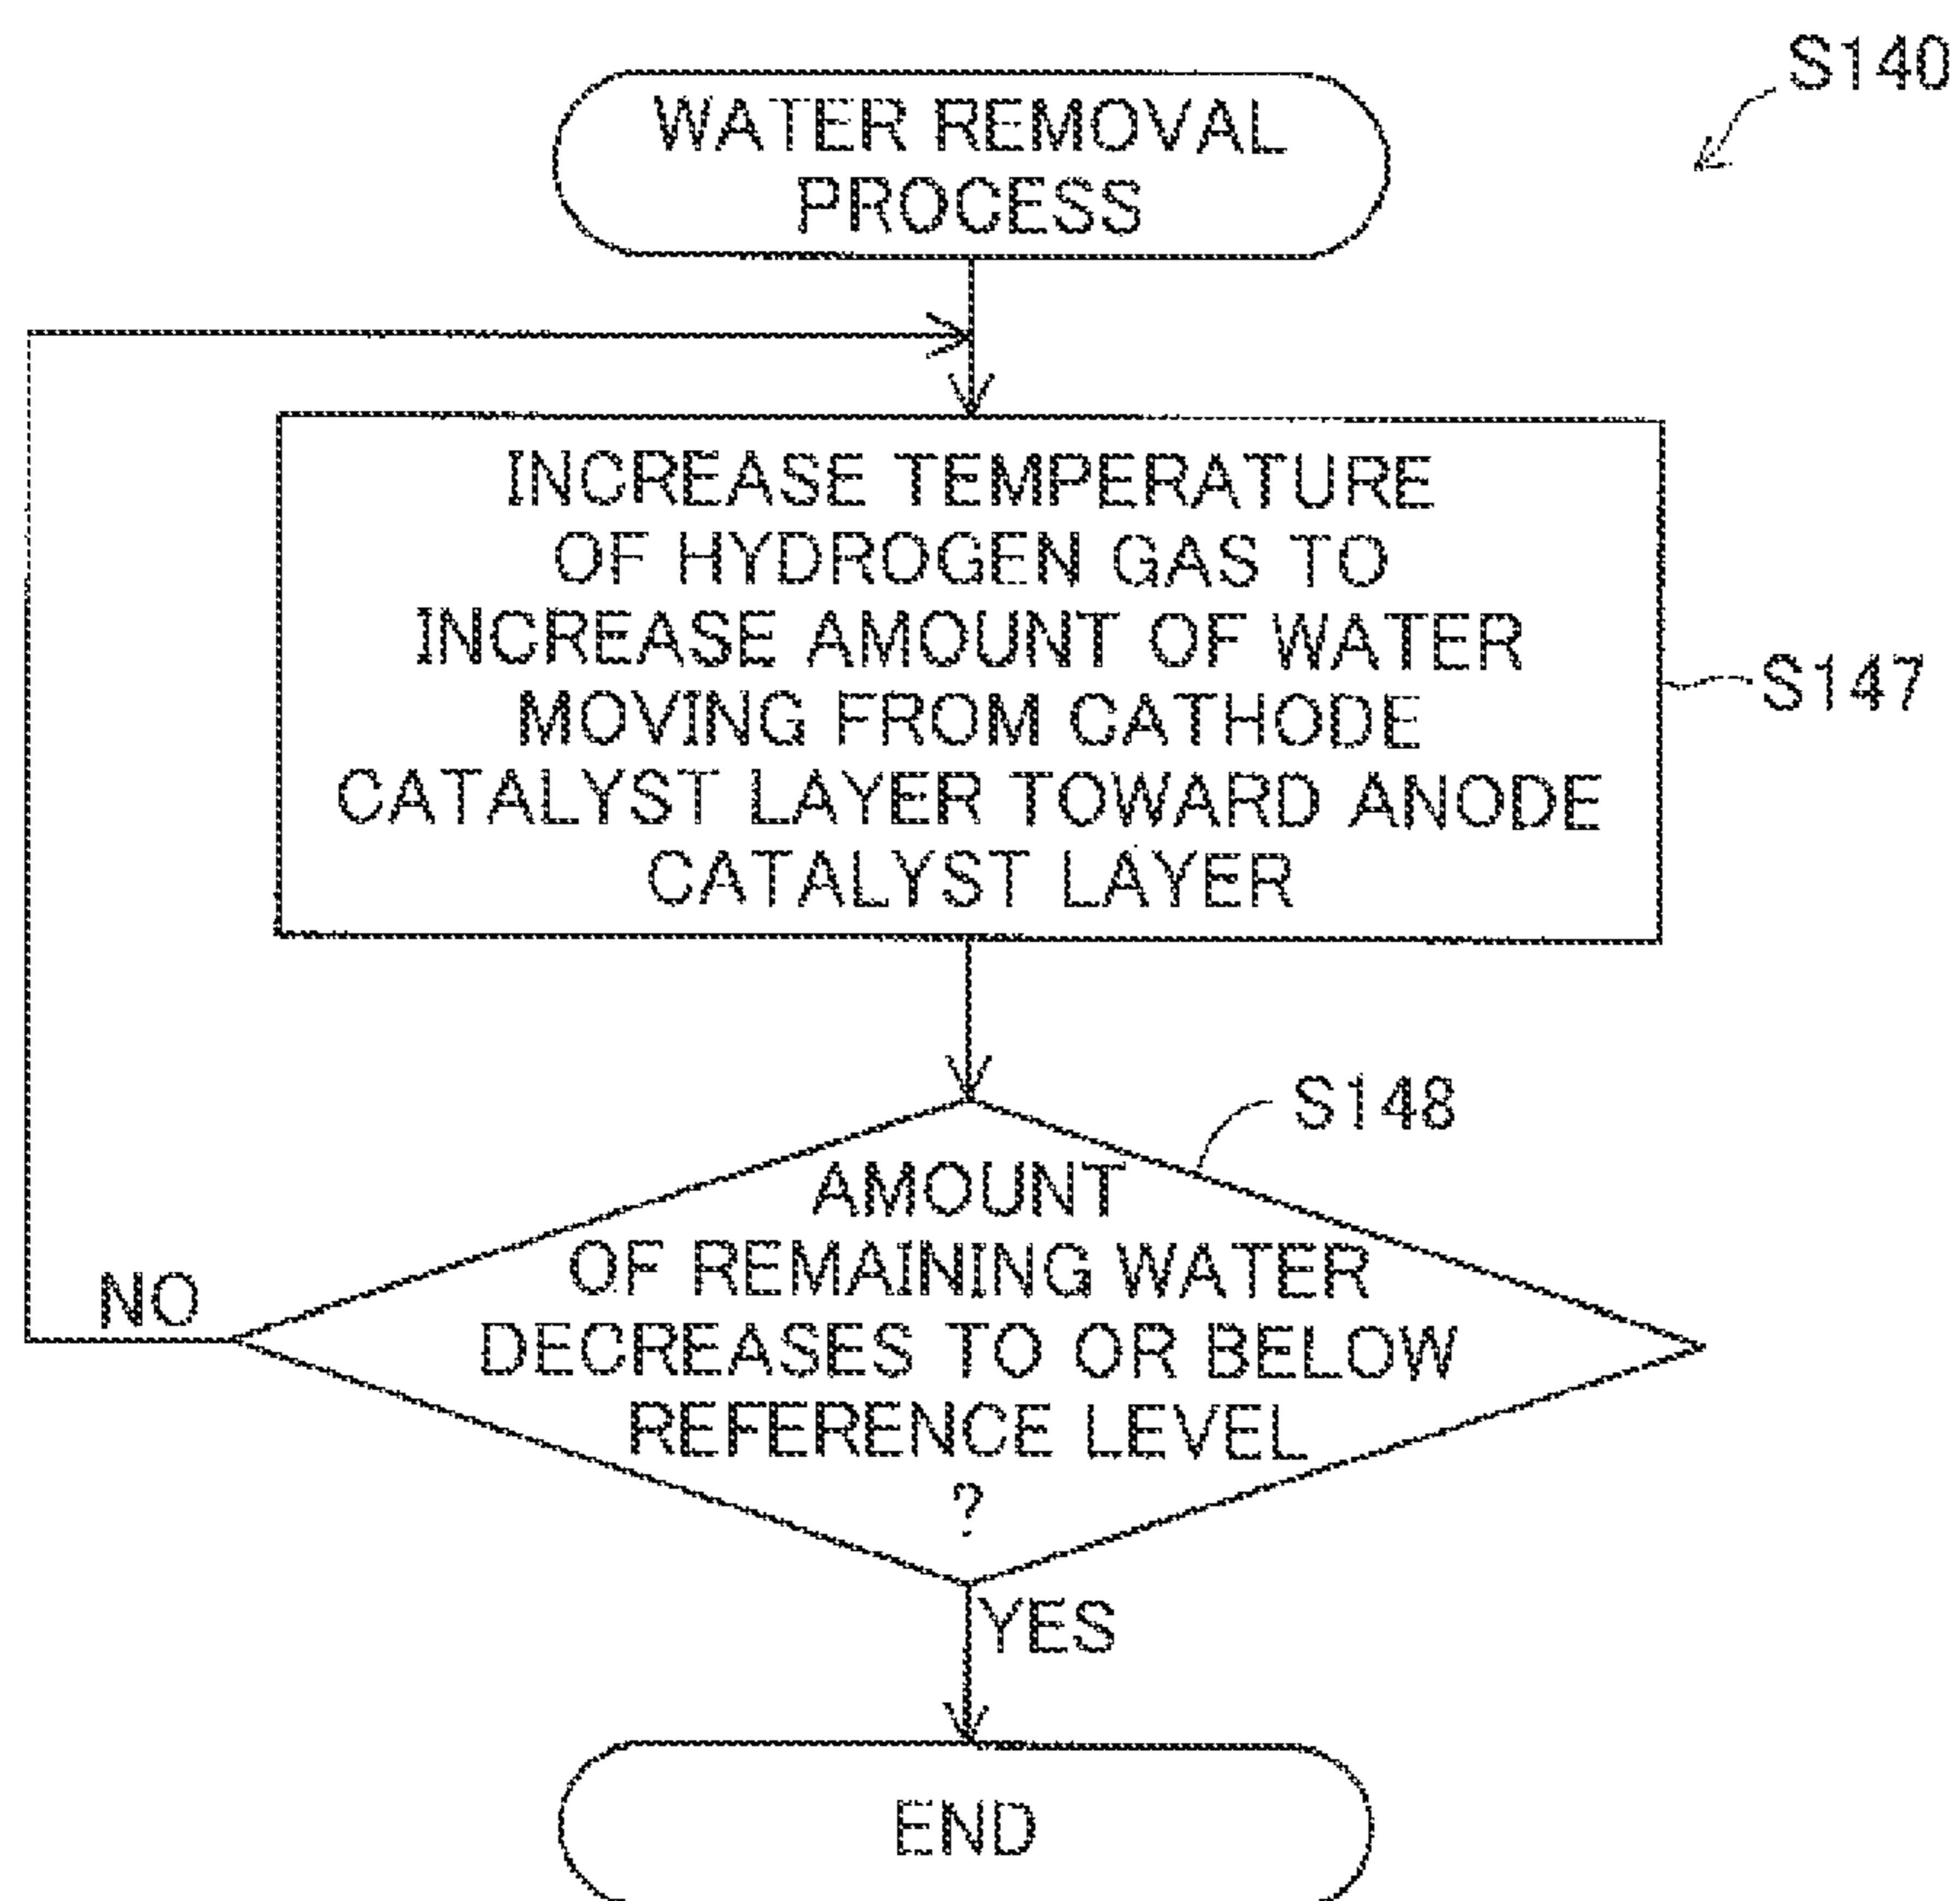 S140
WATER REMOVAL
PROCESS
INCREASE TEMPERATURE
OF HYDROGEN GAS TO
INCREASE AMOUNT OF WATER
MOVING FROM CATHODE
CATALYST LAYER TOWARD ANODE
CATALYST LAYER
S147
S148
AMOUNT
OF REMAINING WATER
DECREASES TO OR BELOW
REFERENCE LEVEL
?
NO
YES
END